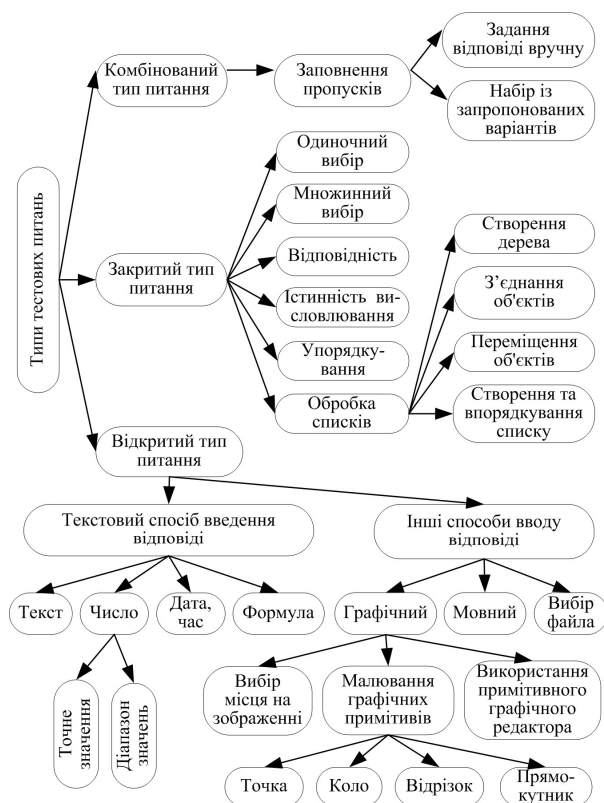 Типи тестових питань
Комбінований
тип питання
Заповнення
пропусків
Задання
відповіді вручну
Набір із
запропонованих
варіантів
Закритий тип
питання
Одиночний
вибір
Множинний
вибір
Відповідність
Істинність ви-
словлювання
Упорядку-
вання
Обробка
списків
Створення
дерева
З’єднання
об'єктів
Переміщення
об'єктів
Створення та
впорядкування
списку
Відкритий тип
питання
Текстовий спосіб введення
відповіді
Інші способи вводу
відповіді
Текст
Число
Дата,
час
Формула
Графічний
Мовний
Вибір
файла
Точне
значення
Діапазон
значень
Вибір
місця на
зображенні
Малювання
графічних
примітивів
Використання
примітивного
графічного
редактора
Точка
Коло
Відрізок
Прямо-
кутник